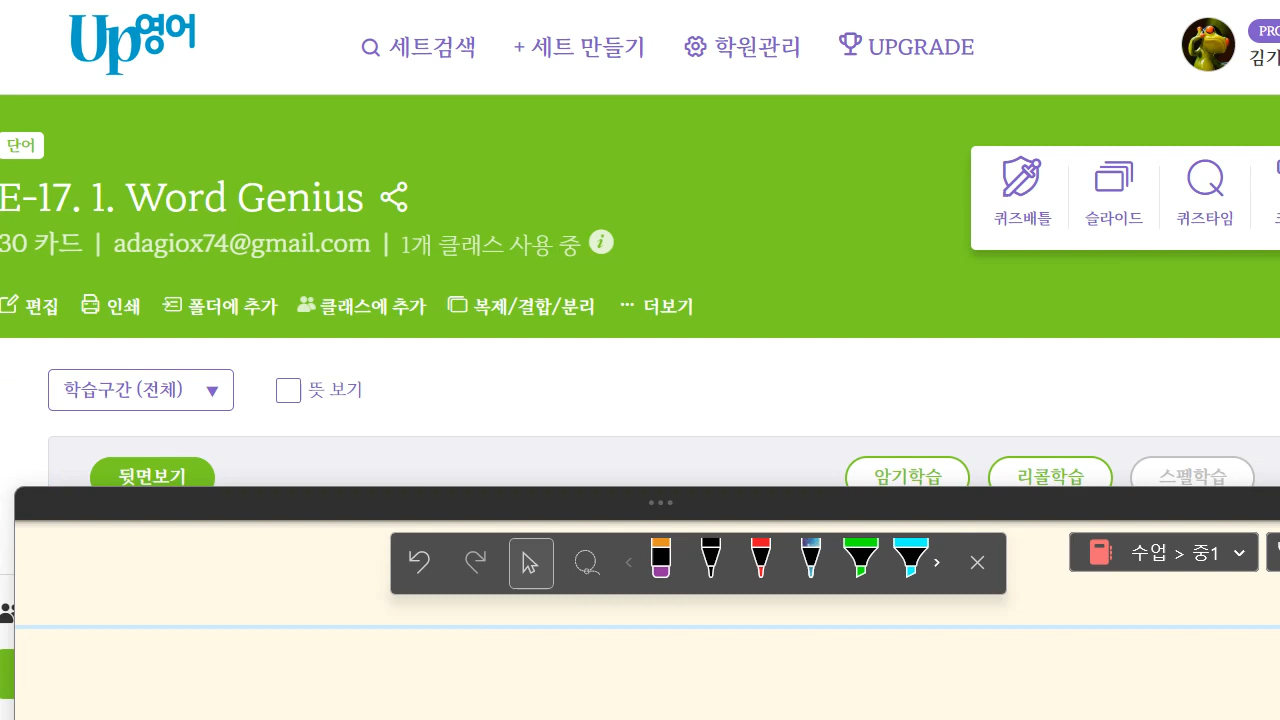 Up영어
세트검색
+ 세트 만들기
학원관리
UPGRADE
PRO
김기
단어
E-17. 1. Word Genius
30 카드 | adagiox74@gmail.com | 1개 클래스 사용 중 i
퀴즈배틀
슬라이드
퀴즈타임
편집
인쇄
폴더에 추가
클래스에 추가
복제/결합/분리
··· 더보기
학습구간 (전체) ▼
뜻 보기
뒷면보기
암기학습
리콜학습
스펠학습
수업 > 중1